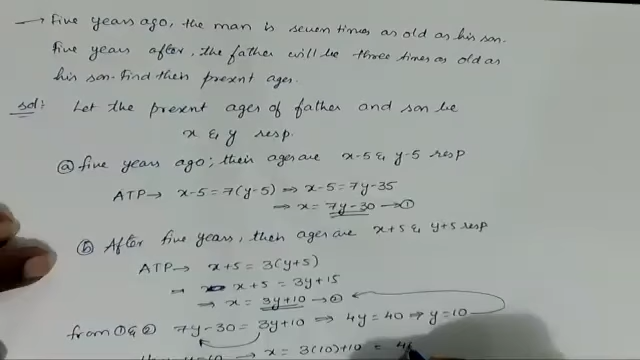 → Five years ago, the man is seven times as old as his son.
Five years after, the father will be three times as old as
his son. Find their present ages.
sol: Let the present ages of father and son be
x & y resp.
(a) five years ago; their ages are x-5 & y-5 resp
ATP → x-5 = 7(y-5) ⇒ x-5 = 7y-35
⇒ x = 7y-30 → ①
(b) After five years, their ages are x+5 & y+5 resp
ATP → x+5 = 3(y+5)
⇒ x+5 = 3y+15
⇒ x = 3y+10 → ②
from ① & ② 7y-30 = 3y+10 ⇒ 4y = 40 ⇒ y = 10
y=10 → x = 3(10)+10 =